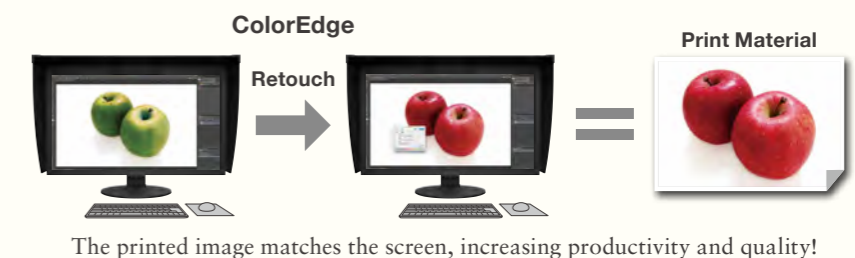 ColorEdge
Print Material
Retouch
The printed image matches the screen, increasing productivity and quality!